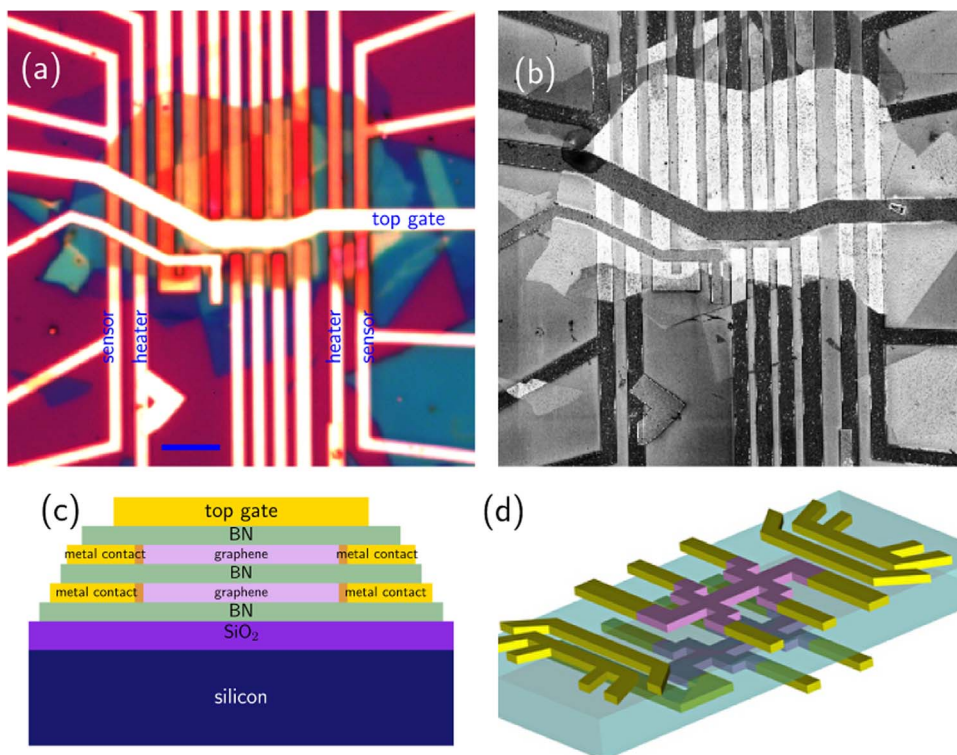 (a)
top gate
sensor
heater
heater
sensor
(b)
(c)
top gate
BN
metal contact graphene metal contact
BN
metal contact graphene metal contact
BN
SiO₂
silicon
(d)